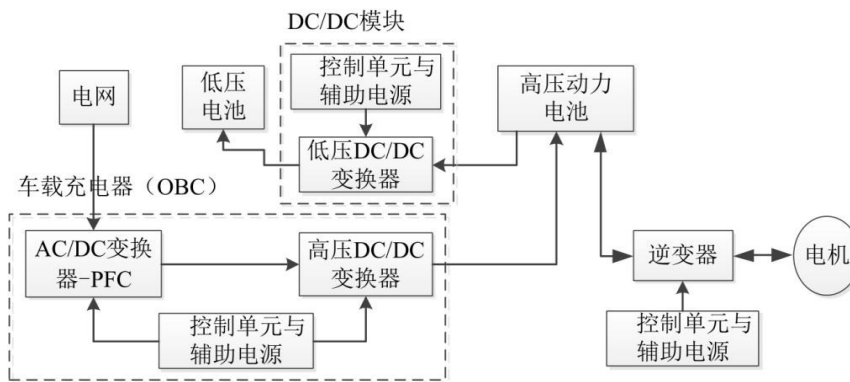 DC/DC模块
电网
低压
电池
控制单元与
辅助电源
低压DC/DC
变换器
高压动力
电池
车载充电器（OBC）
AC/DC变换
器-PFC
高压DC/DC
变换器
控制单元与
辅助电源
逆变器
电机
控制单元与
辅助电源